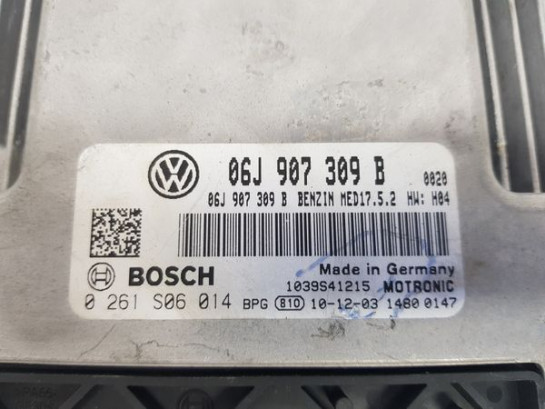 06J 907 309 B 0020
06J 907 309 B BENZIN MED17.5.2 HW: H04
BOSCH
Made in Germany
1039S41215 MOTRONIC
0 261 S06 014 BPG 810 10-12-03 1480 0147